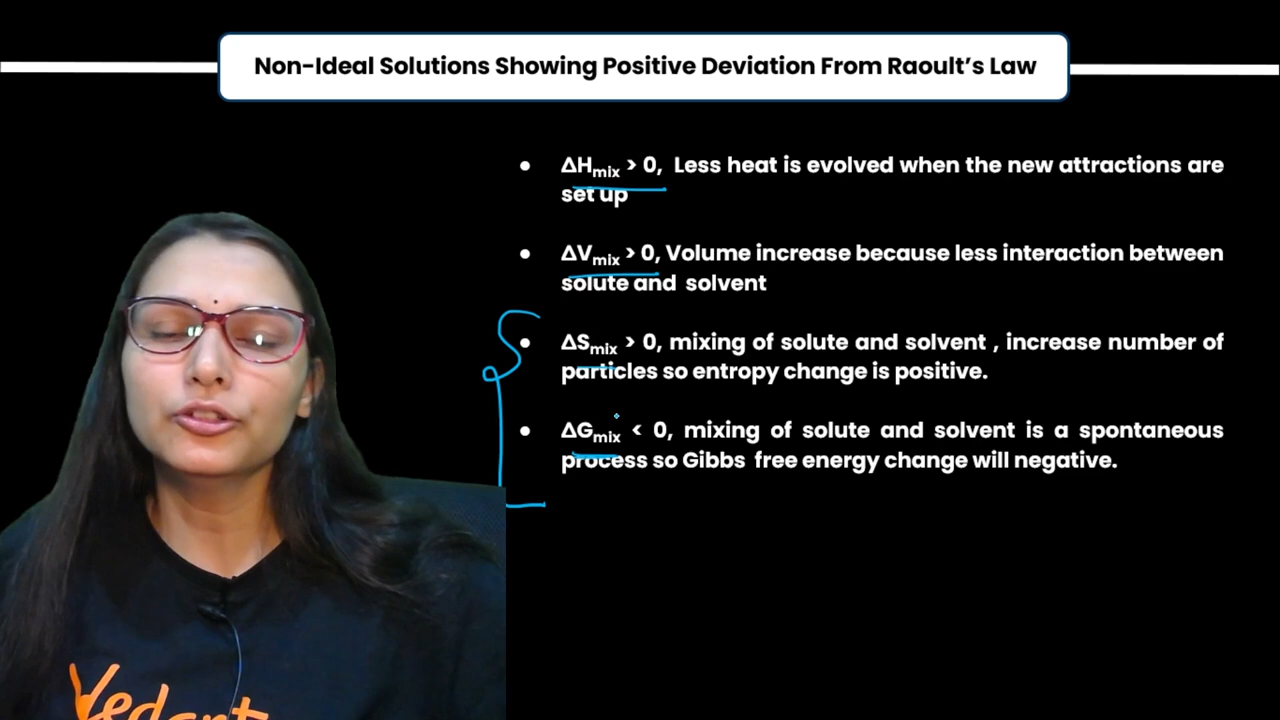 Non-Ideal Solutions Showing Positive Deviation From Raoult’s Law
● ΔHmix > 0, Less heat is evolved when the new attractions are
set up
● ΔVmix > 0, Volume increase because less interaction between
solute and solvent
● ΔSmix > 0, mixing of solute and solvent , increase number of
particles so entropy change is positive.
● ΔGmix < 0, mixing of solute and solvent is a spontaneous
process so Gibbs free energy change will negative.